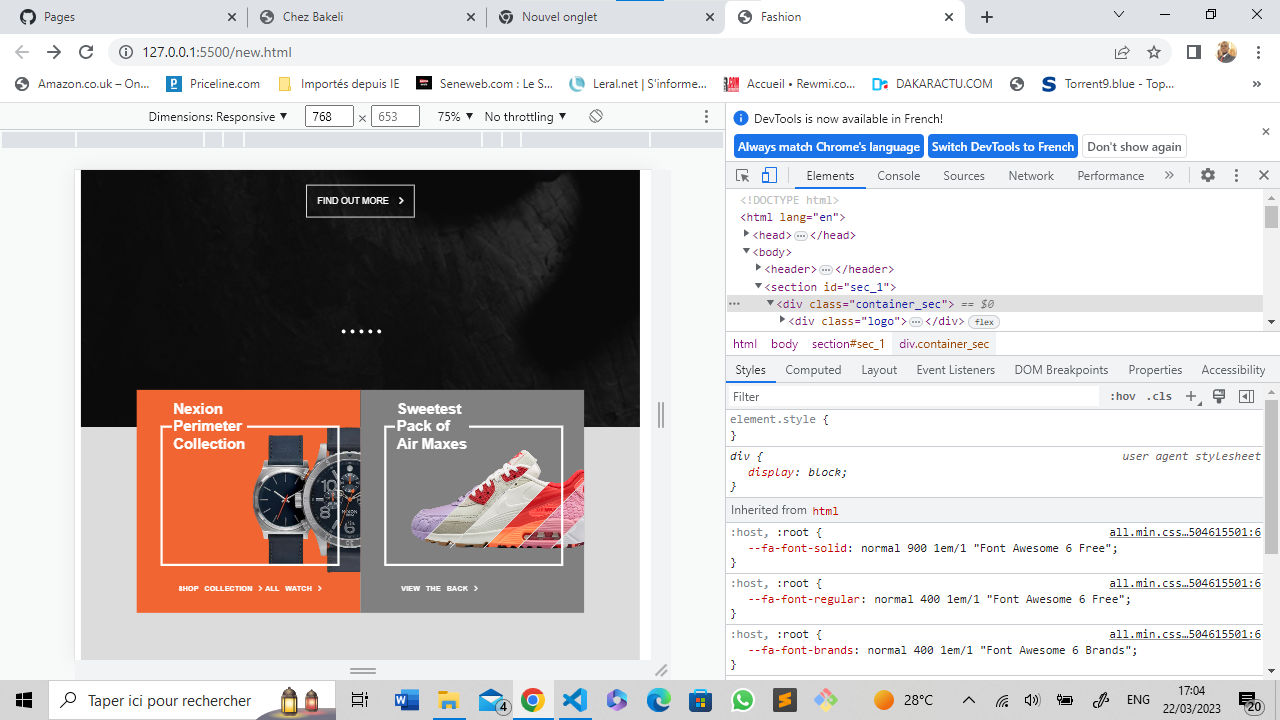 Pages
Chez Bakeli
Nouvel onglet
Fashion
127.0.0.1:5500/new.html
Amazon.co.uk – On...
Priceline.com
Importés depuis IE
Seneweb.com : Le S...
Leral.net | S'informe...
Accueil • Rewmi.co...
DAKARACTU.COM
Torrent9.blue - Top...
»
Dimensions: Responsive ▼ 768 × 653 75% ▼ No throttling ▼
FIND OUT MORE
Nexion
Perimeter
Collection
SHOP COLLECTION > ALL WATCH >
Sweetest
Pack of
Air Maxes
VIEW THE BACK >
DevTools is now available in French!
Always match Chrome's language
Switch DevTools to French
Don't show again
Elements Console Sources Network Performance »
<!DOCTYPE html>
<html lang="en">
<head> ⋯ </head>
<body>
<header> ⋯ </header>
<section id="sec_1">
<div class="container_sec"> == $0
<div class="logo"> ⋯ </div> flex
html body section#sec_1 div.container_sec
Styles Computed Layout Event Listeners DOM Breakpoints Properties Accessibility
Filter :hov .cls +
element.style {
}
div { user agent stylesheet
display: block;
}
Inherited from html
:host, :root { all.min.css…504615501:6
--fa-font-solid: normal 900 1em/1 "Font Awesome 6 Free";
}
:host, :root { all.min.css…504615501:6
--fa-font-regular: normal 400 1em/1 "Font Awesome 6 Free";
}
:host, :root { all.min.css…504615501:6
--fa-font-brands: normal 400 1em/1 "Font Awesome 6 Brands";
}
Taper ici pour rechercher
4
28°C
ENG
17:04
22/03/2023
20